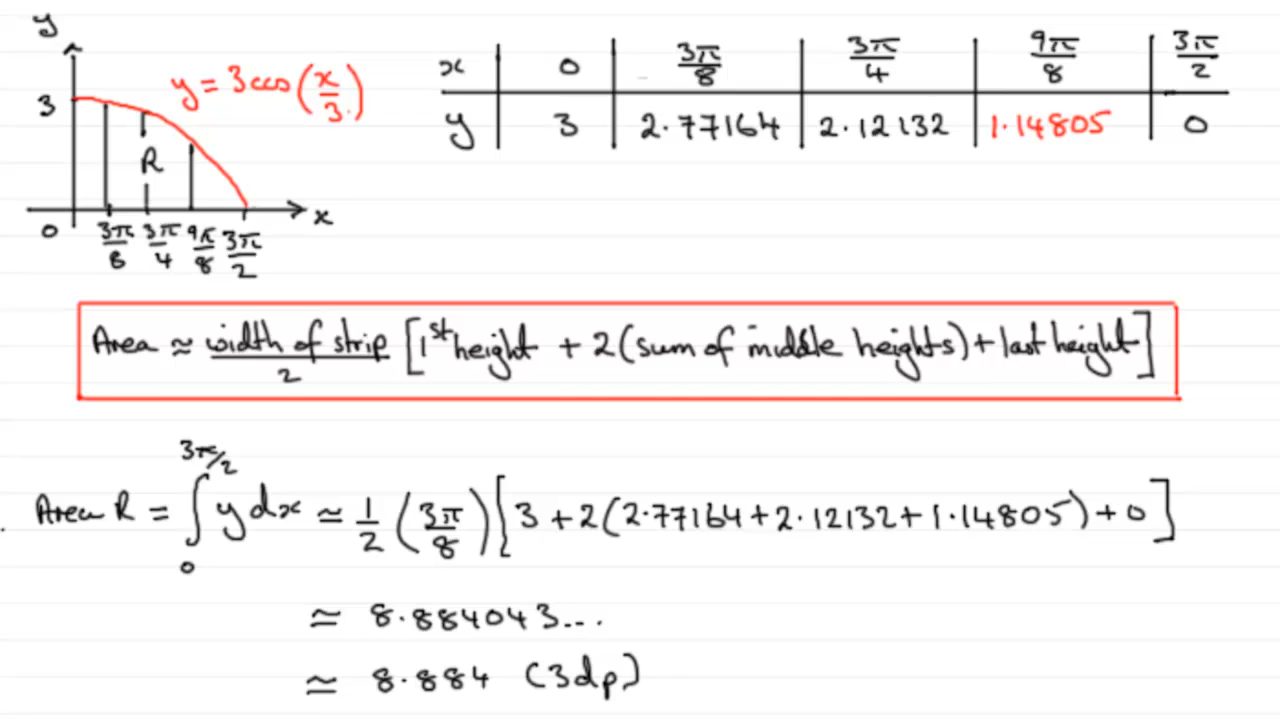 y
3
y = 3cos(x/3)
R
0
3π/8 3π/4 9π/8 3π/2
x
x | 0 | 3π/8 | 3π/4 | 9π/8 | 3π/2
y | 3 | 2.77164 | 2.12132 | 1.14805 | 0
Area ≈ width of strip/2 [1st height + 2(sum of middle heights) + last height]
Area R = ∫₀^(3π/2) y dx ≃ 1/2 (3π/8) [3 + 2(2.77164 + 2.12132 + 1.14805) + 0]
≃ 8.884043...
≃ 8.884 (3dp)